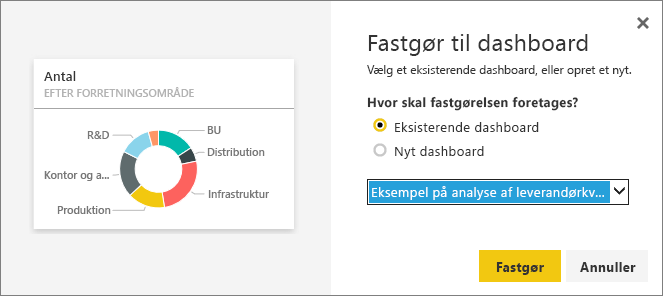 Antal
EFTER FORRETNINGSOMRÅDE
R&D
BU
Distribution
Kontor og a...
Infrastruktur
Produktion
Fastgør til dashboard
Vælg et eksisterende dashboard, eller opret et nyt.
Hvor skal fastgørelsen foretages?
Eksisterende dashboard
Nyt dashboard
Eksempel på analyse af leverandørkv...
Fastgør
Annuller